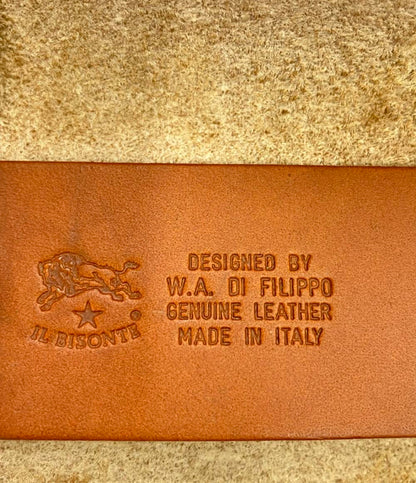 IL BISONTE®
DESIGNED BY
W.A. DI FILIPPO
GENUINE LEATHER
MADE IN ITALY